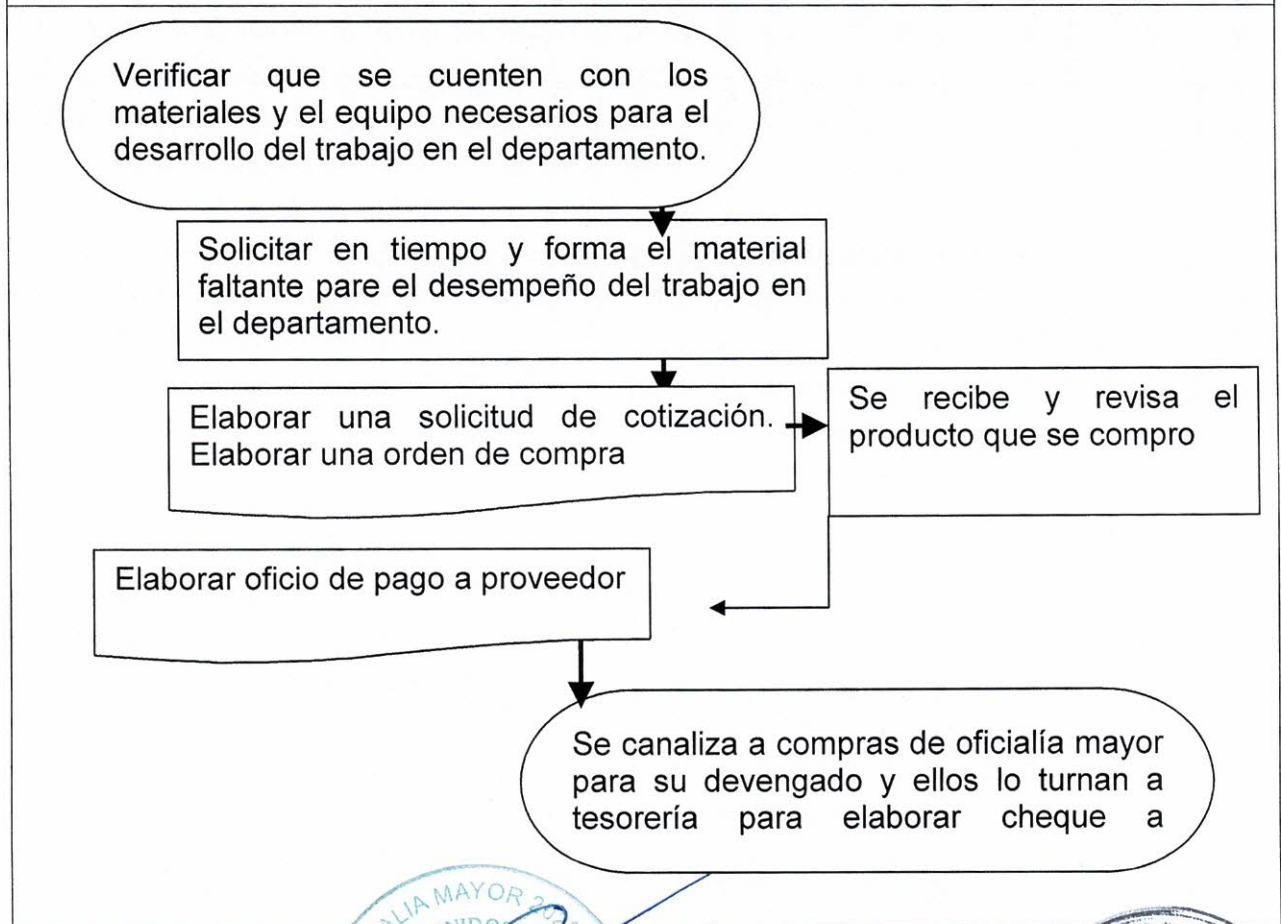 Verificar que se cuenten con los
materiales y el equipo necesarios para el
desarrollo del trabajo en el departamento.
Solicitar en tiempo y forma el material
faltante pare el desempeño del trabajo en
el departamento.
Elaborar una solicitud de cotización.
Elaborar una orden de compra
Se recibe y revisa el
producto que se compro
Elaborar oficio de pago a proveedor
Se canaliza a compras de oficialía mayor
para su devengado y ellos lo turnan a
tesorería para elaborar cheque a
MAYOR